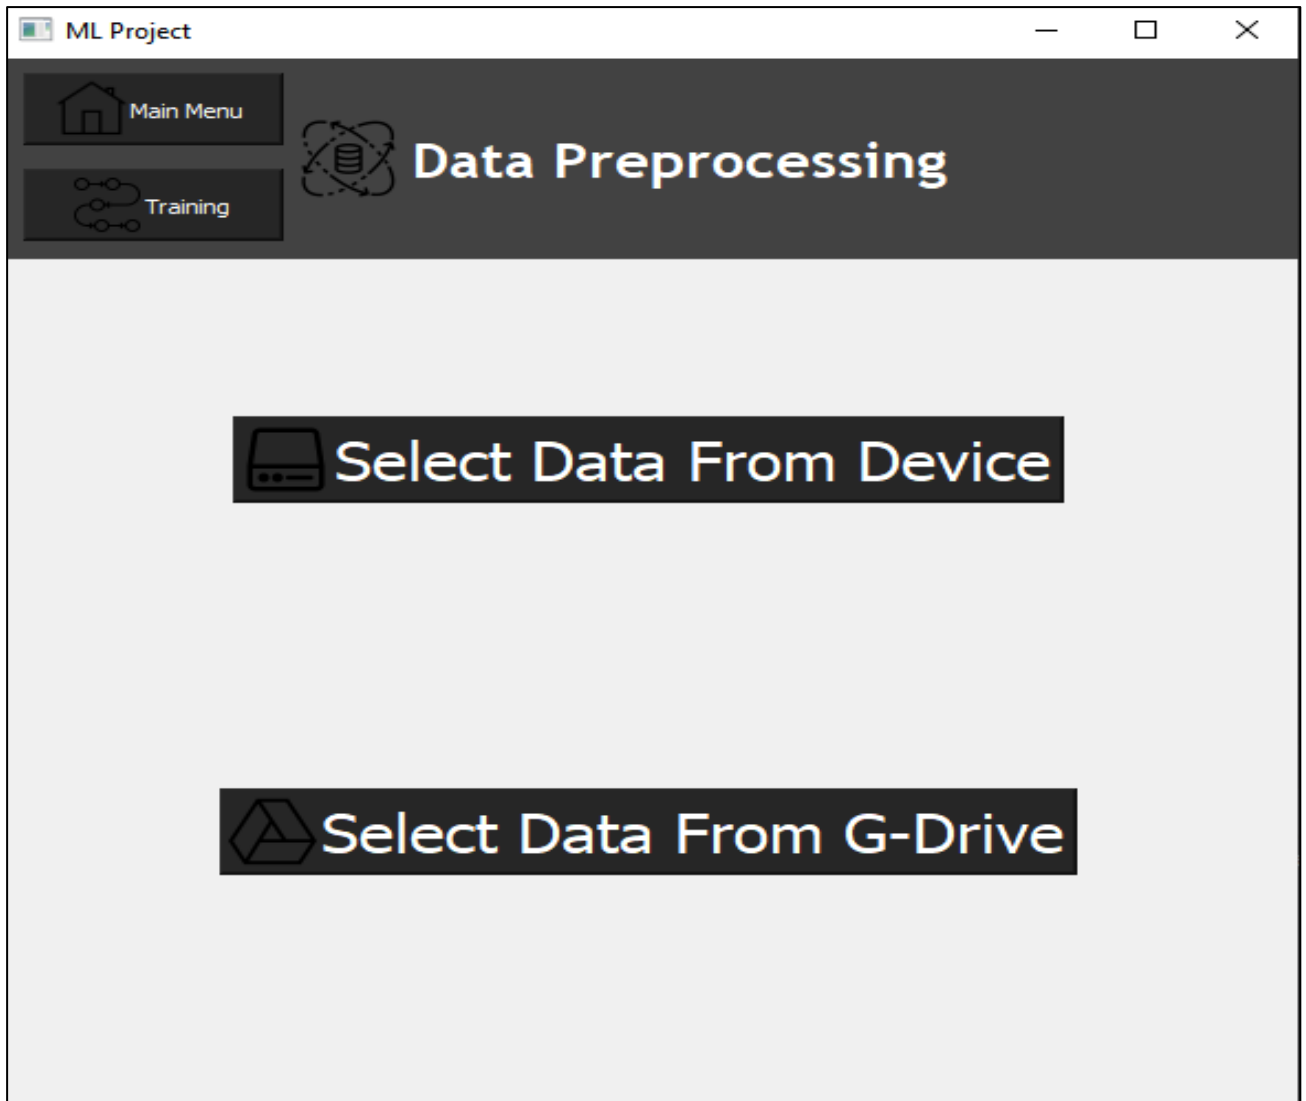 ML Project
Main Menu
Data Preprocessing
Training
Select Data From Device
Select Data From G-Drive